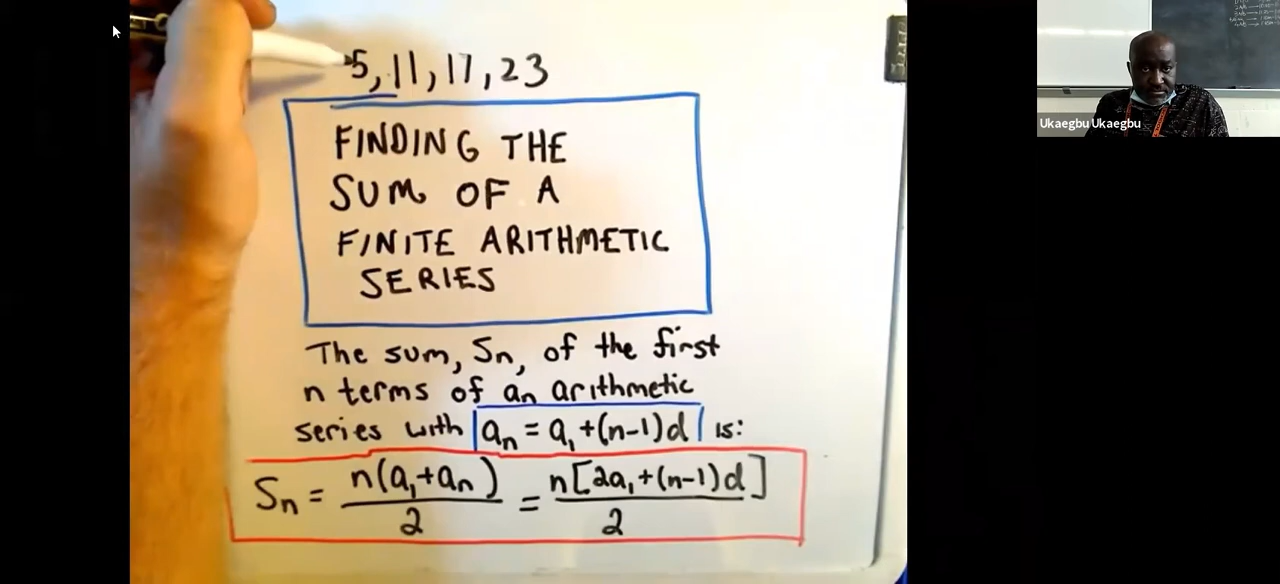 5, 11, 17, 23
FINDING THE
SUM OF A
FINITE ARITHMETIC
SERIES
The sum, Sn, of the first
n terms of an arithmetic
series with an = a1 + (n-1)d is:
Sn = n(a1+an)/2 = n[2a1+(n-1)d]/2
Ukaegbu Ukaegbu